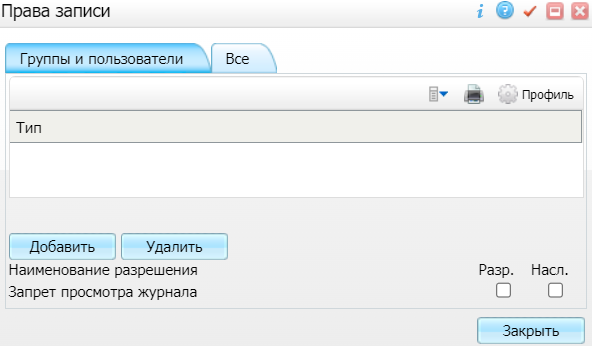 Права записи
Группы и пользователи Все
Профиль
Тип
Добавить Удалить
Наименование разрешения Разр. Насл.
Запрет просмотра журнала
Закрыть